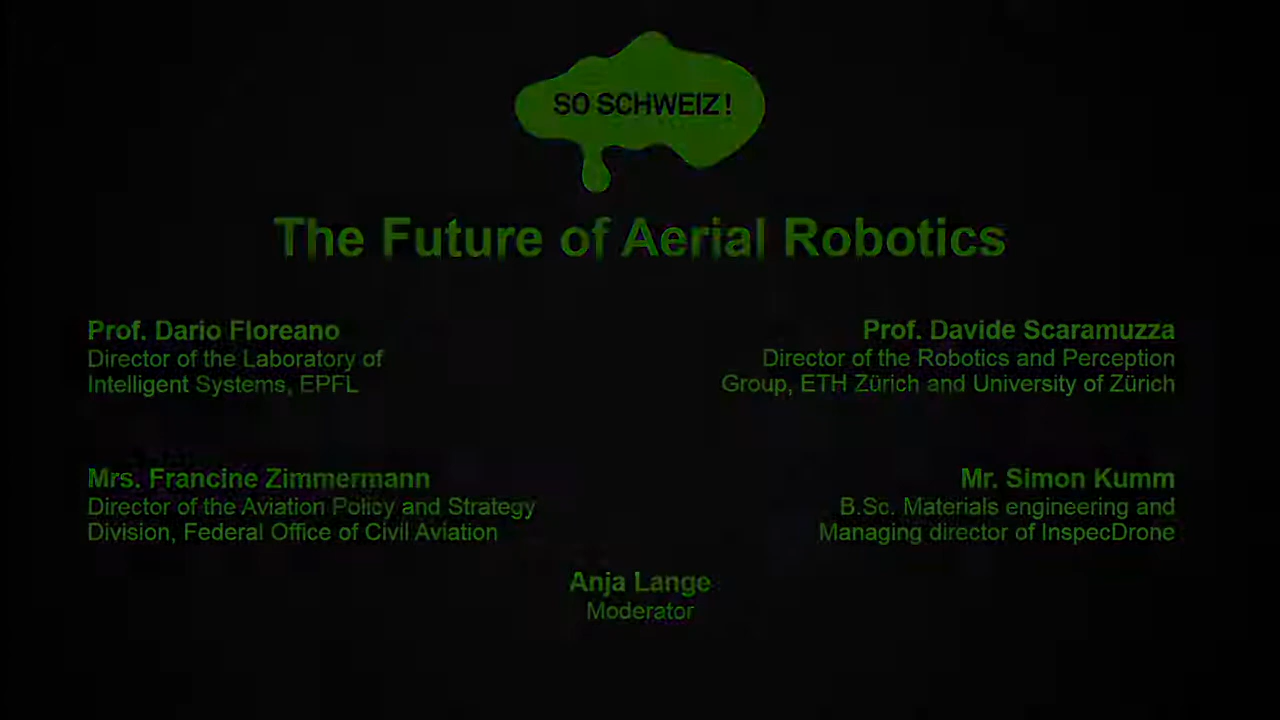 SO SCHWEIZ!
The Future of Aerial Robotics
Prof. Dario Floreano
Director of the Laboratory of
Intelligent Systems, EPFL
Prof. Davide Scaramuzza
Director of the Robotics and Perception
Group, ETH Zürich and University of Zürich
Mrs. Francine Zimmermann
Director of the Aviation Policy and Strategy
Division, Federal Office of Civil Aviation
Mr. Simon Kumm
B.Sc. Materials engineering and
Managing director of InspecDrone
Anja Lange
Moderator